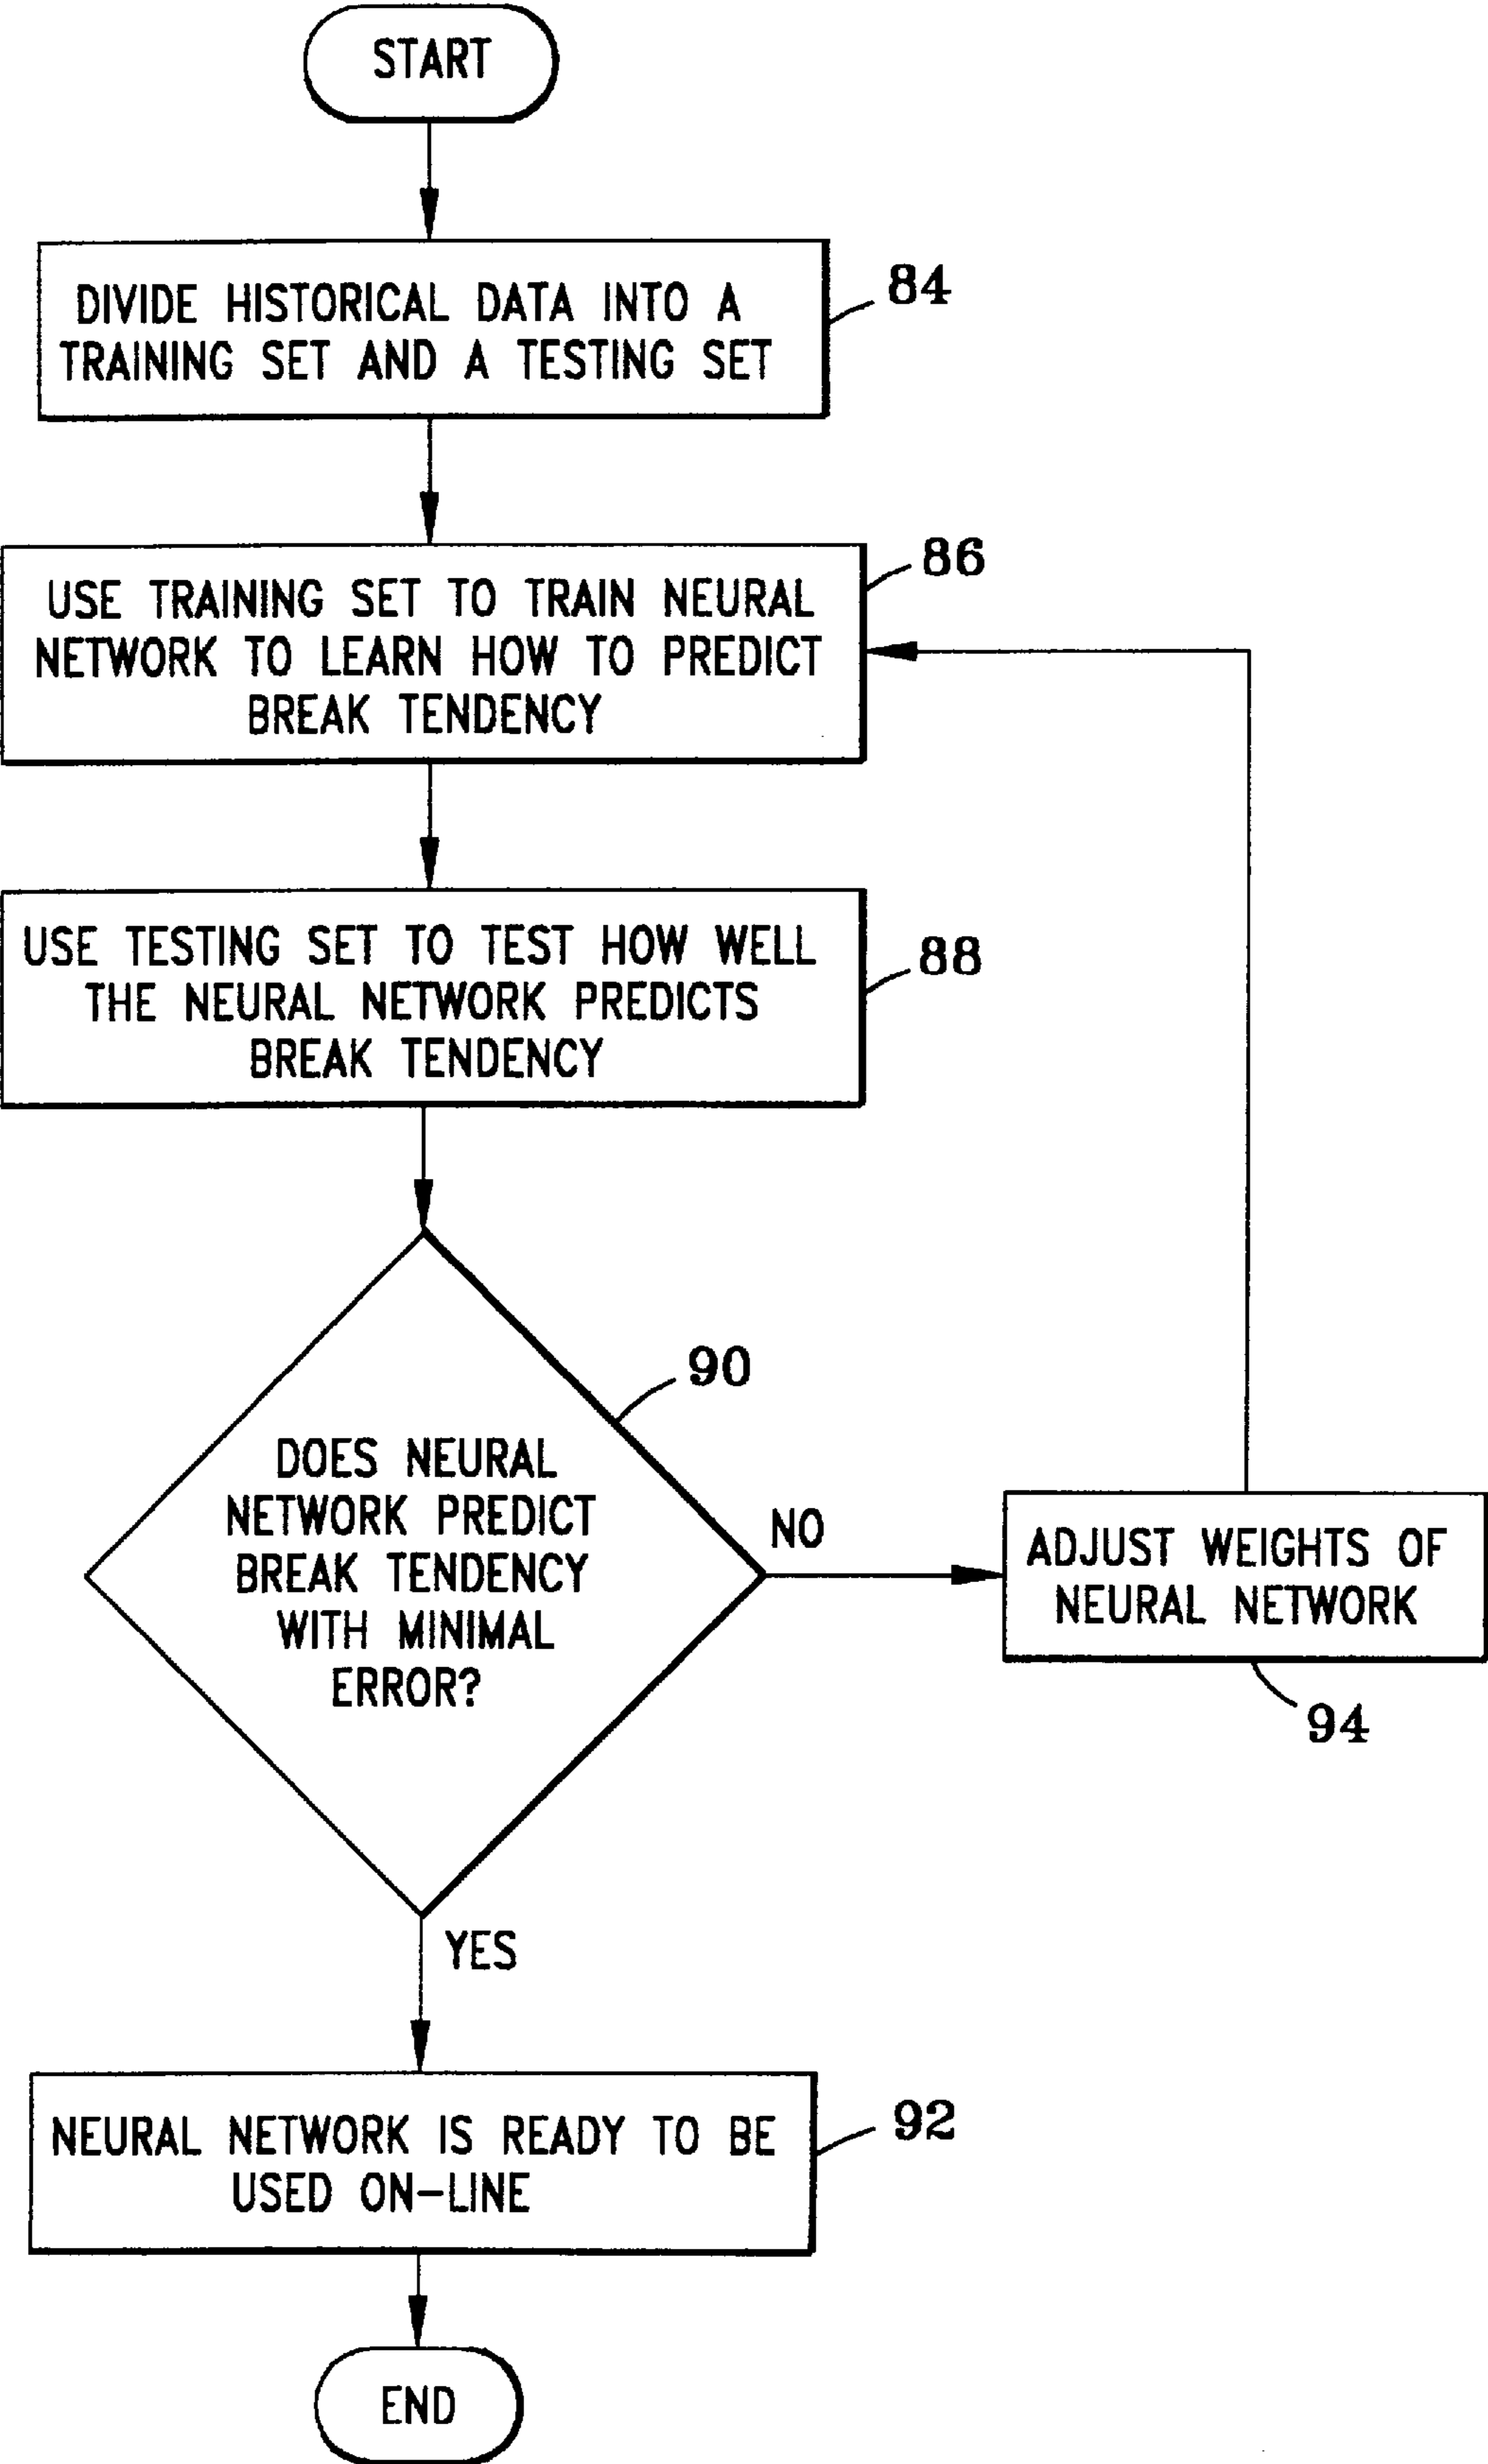 START
DIVIDE HISTORICAL DATA INTO A
TRAINING SET AND A TESTING SET
84
USE TRAINING SET TO TRAIN NEURAL
NETWORK TO LEARN HOW TO PREDICT
BREAK TENDENCY
86
USE TESTING SET TO TEST HOW WELL
THE NEURAL NETWORK PREDICTS
BREAK TENDENCY
88
90
DOES NEURAL
NETWORK PREDICT
BREAK TENDENCY
WITH MINIMAL
ERROR?
NO
ADJUST WEIGHTS OF
NEURAL NETWORK
94
YES
NEURAL NETWORK IS READY TO BE
USED ON-LINE
92
END